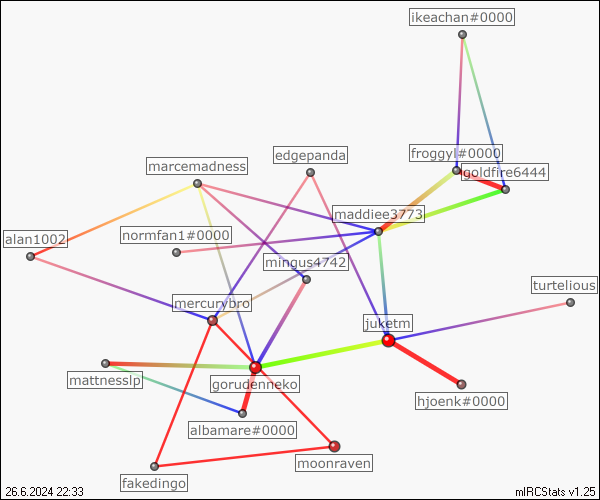 ikeachan#0000
froggyl#0000
edgepanda
marcemadness
goldfire6444
maddiee3773
normfan1#0000
alan1002
mingus4742
turtelious
mercurybro
juketm
mattnesslp
gorudenneko
hjoenk#0000
albamare#0000
moonraven
fakedingo
26.6.2024 22:33
mIRCStats v1.25